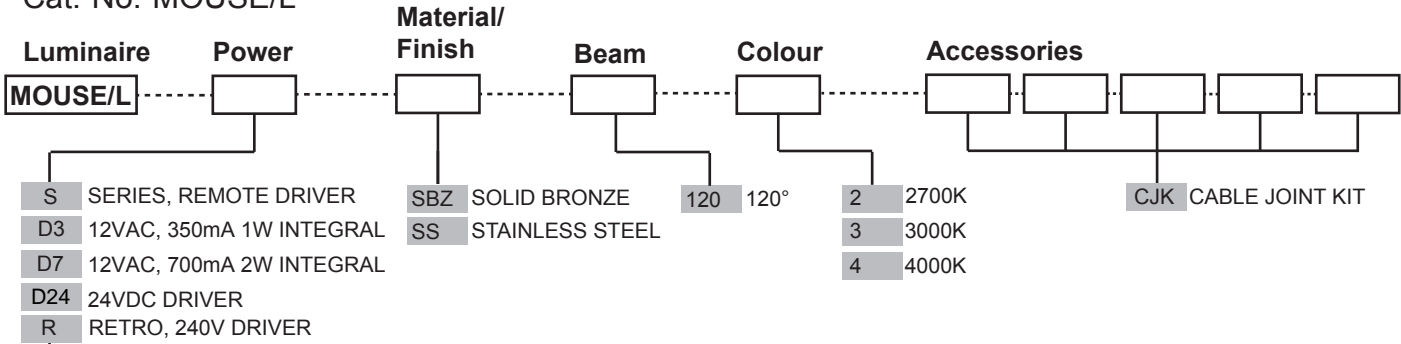 Cat. No. MOUSE/L
Luminaire Power Material/ Finish Beam Colour Accessories
MOUSE/L
S SERIES, REMOTE DRIVER SBZ SOLID BRONZE 120 120° 2 2700K CJK CABLE JOINT KIT
D3 12VAC, 350mA 1W INTEGRAL SS STAINLESS STEEL 3 3000K
D7 12VAC, 700mA 2W INTEGRAL 4 4000K
D24 24VDC DRIVER
R RETRO, 240V DRIVER